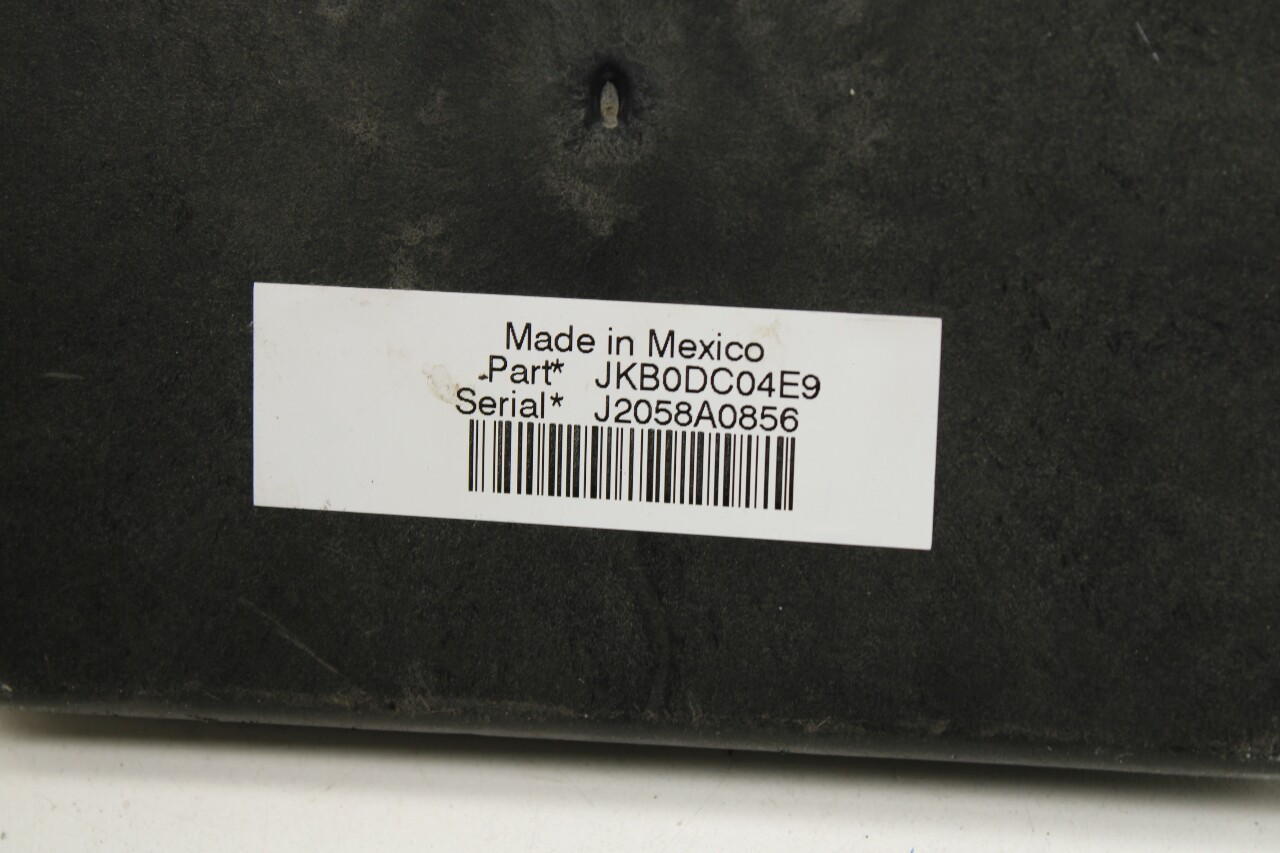 Made in Mexico
Part* JKB0DC04E9
Serial* J2058A0856